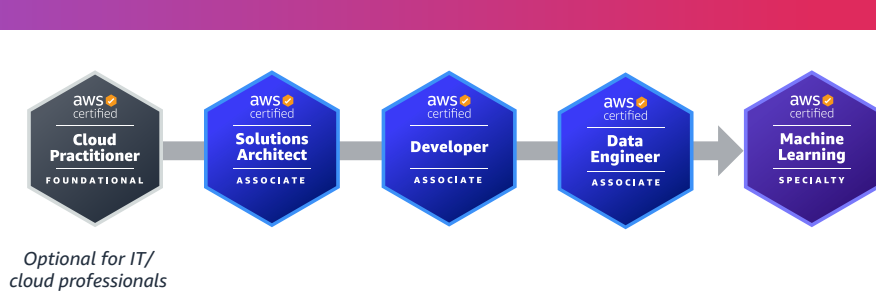 aws
certified
Cloud
Practitioner
FOUNDATIONAL
aws
certified
Solutions
Architect
ASSOCIATE
aws
certified
Developer
ASSOCIATE
aws
certified
Data
Engineer
ASSOCIATE
aws
certified
Machine
Learning
SPECIALTY
Optional for IT/
cloud professionals